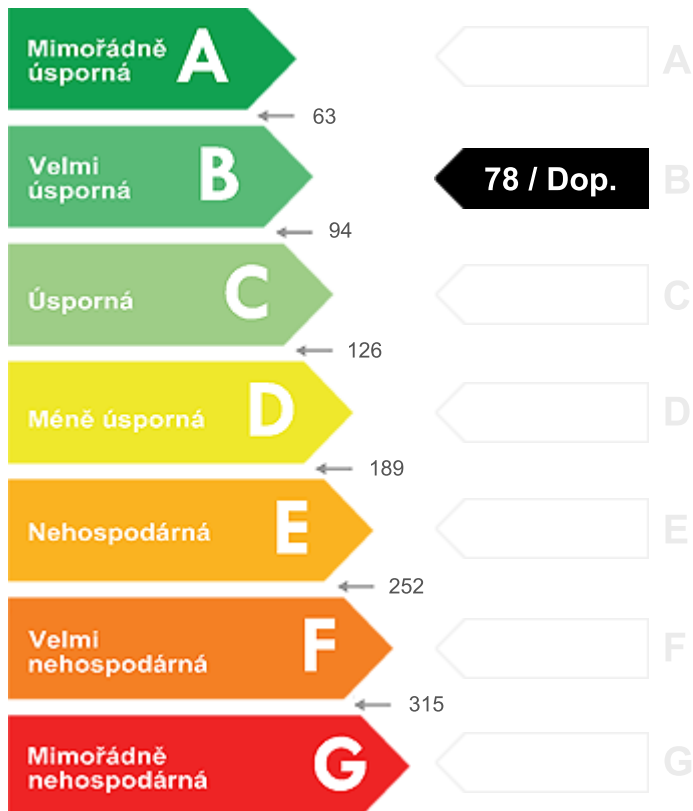 Mimořádně
úsporná
A
A
63
Velmi
úsporná
B
78 / Dop.
B
94
Úsporná
C
C
126
Méně úsporná
D
D
189
Nehospodárná
E
E
252
Velmi
nehospodárná
F
F
315
Mimořádně
nehospodárná
G
G